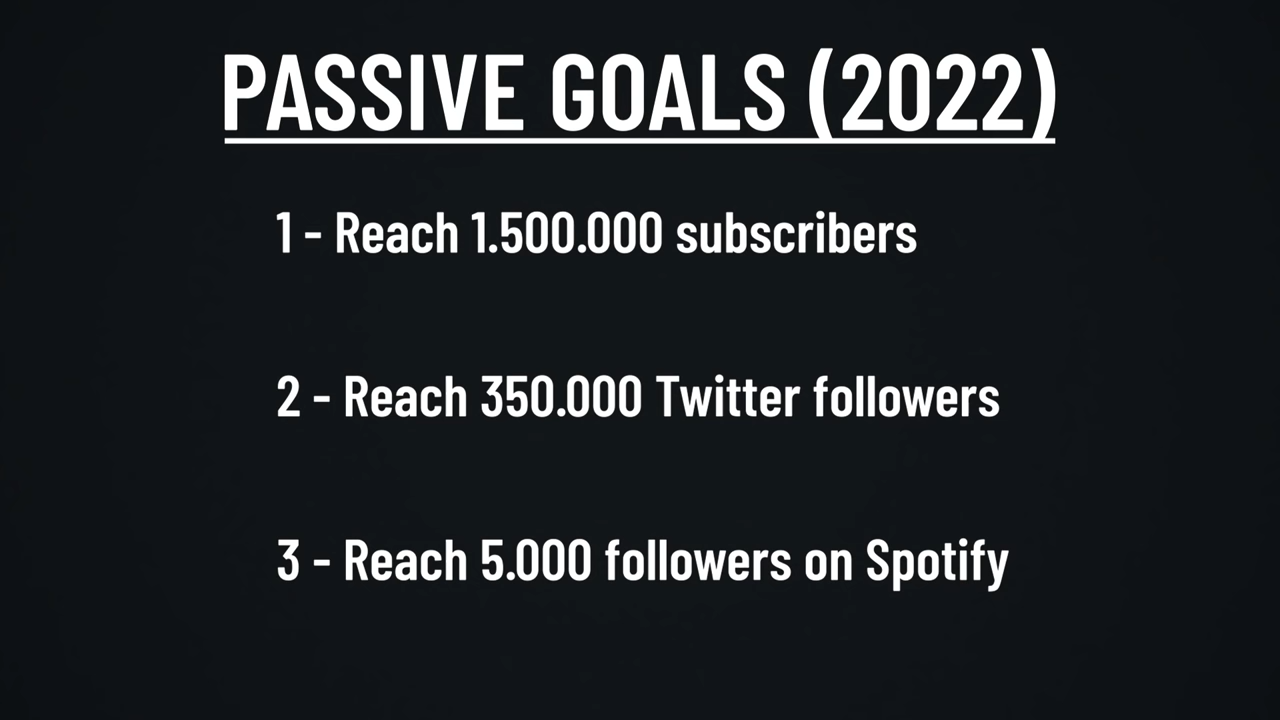 PASSIVE GOALS (2022)
1 - Reach 1.500.000 subscribers
2 - Reach 350.000 Twitter followers
3 - Reach 5.000 followers on Spotify